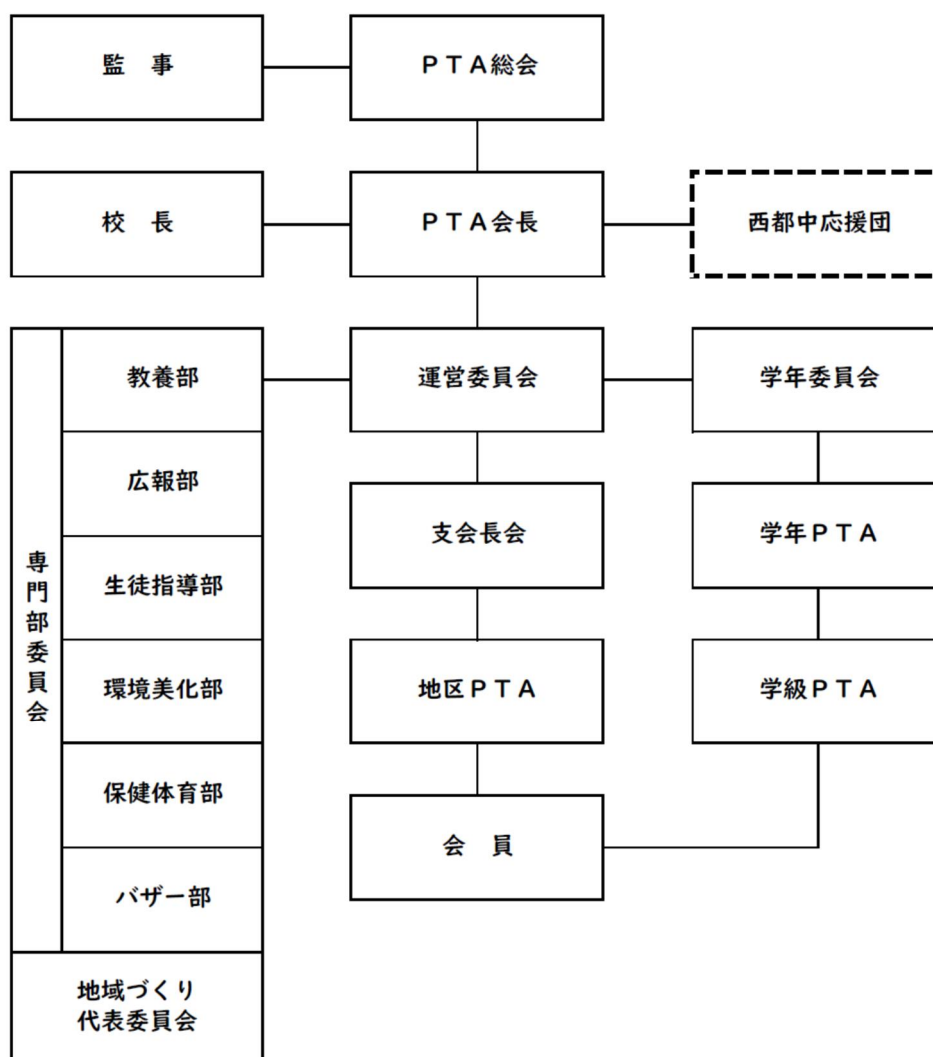 監　事
ＰＴＡ総会
校　長
ＰＴＡ会長
西都中応援団
専門部委員会
教養部
広報部
生徒指導部
環境美化部
保健体育部
バザー部
地域づくり
代表委員会
運営委員会
支会長会
地区ＰＴＡ
会　員
学年委員会
学年ＰＴＡ
学級ＰＴＡ